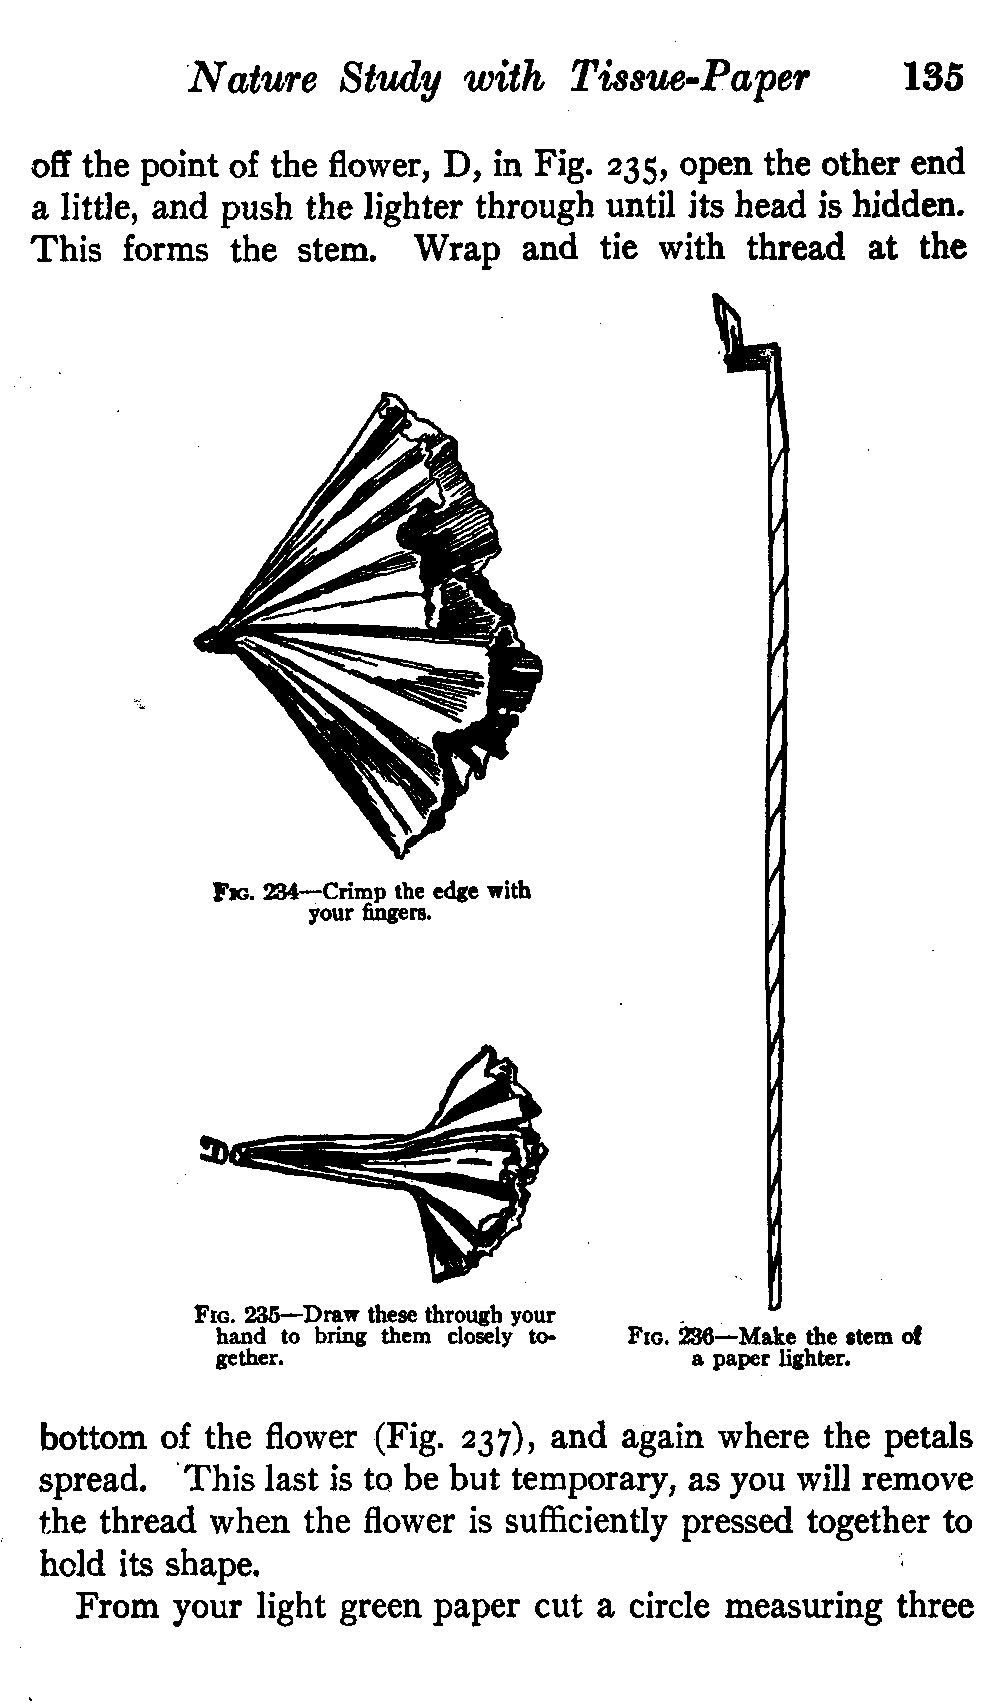 Nature Study with Tissue-Paper 135
off the point of the flower, D, in Fig. 235, open the other end
a little, and push the lighter through until its head is hidden.
This forms the stem. Wrap and tie with thread at the
Fig. 234—Crimp the edge with
your fingers.
D
Fig. 235—Draw these through your
hand to bring them closely to-
gether.
Fig. 236—Make the stem of
a paper lighter.
bottom of the flower (Fig. 237), and again where the petals
spread. This last is to be but temporary, as you will remove
the thread when the flower is sufficiently pressed together to
hold its shape.
From your light green paper cut a circle measuring three